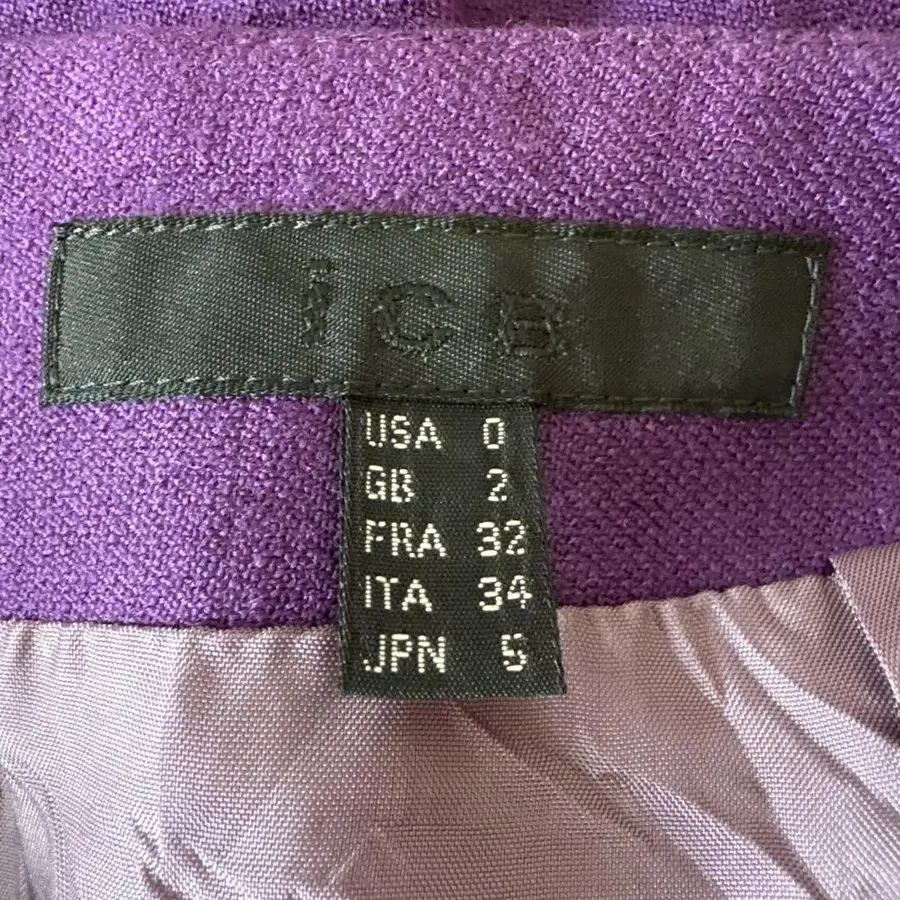 iCB
USA 0
GB 2
FRA 32
ITA 34
JPN 5